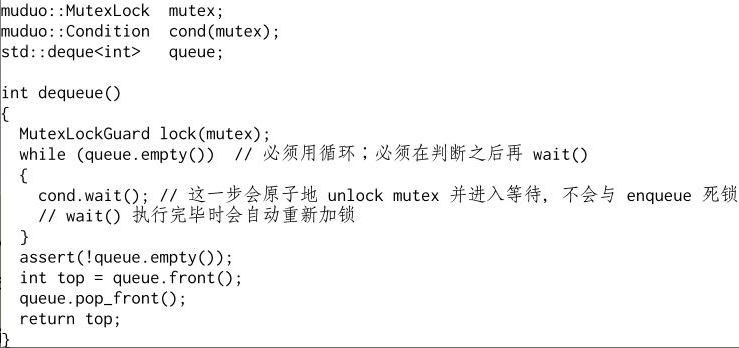 muduo::MutexLock  mutex;
muduo::Condition  cond(mutex);
std::deque<int>   queue;
int dequeue()
{
  MutexLockGuard lock(mutex);
  while (queue.empty())  // 必须用循环；必须在判断之后再 wait()
  {
    cond.wait(); // 这一步会原子地 unlock mutex 并进入等待, 不会与 enqueue 死锁
    // wait() 执行完毕时会自动重新加锁
  }
  assert(!queue.empty());
  int top = queue.front();
  queue.pop_front();
  return top;
}